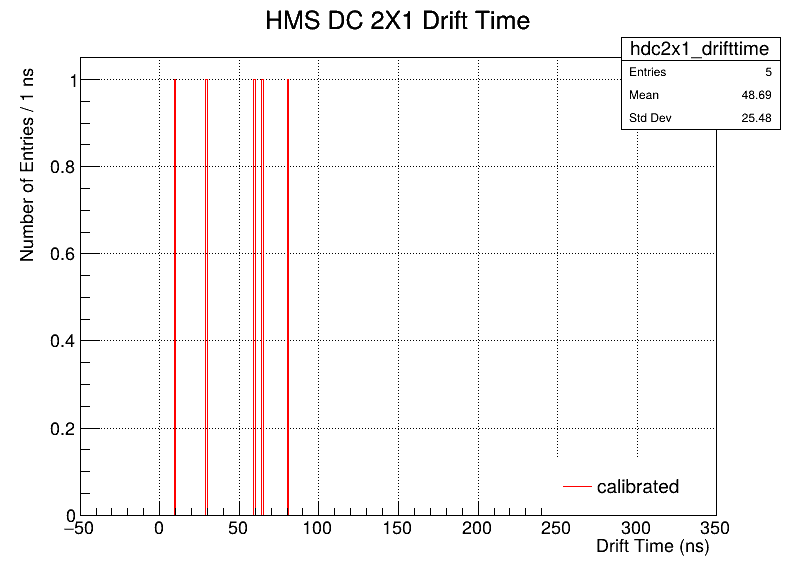 HMS DC 2X1 Drift Time
hdc2x1_drifttime
Entries 5
Mean 48.69
Std Dev 25.48
Number of Entries / 1 ns
1
0.8
0.6
0.4
0.2
0
−50 0 50 100 150 200 250 300 350
Drift Time (ns)
calibrated